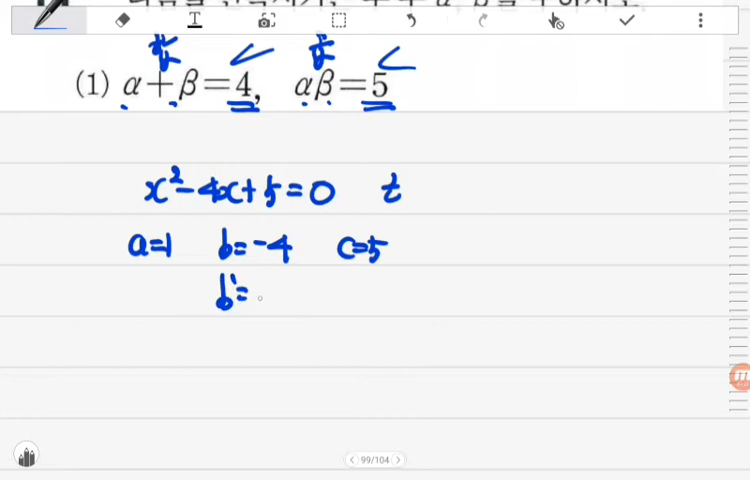 (1) α+β=4, αβ=5
x²-4x+5=0 t
a=1 b=-4 c=5
b'=
99/104